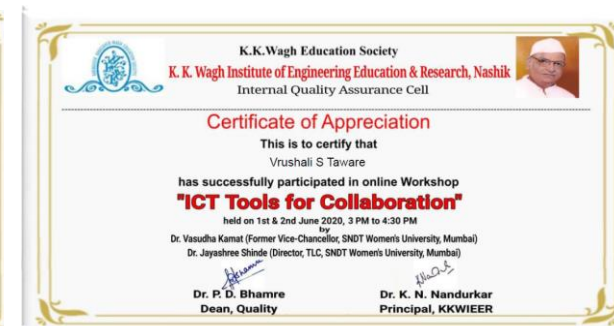 K.K.Wagh Education Society
K. K. Wagh Institute of Engineering Education & Research, Nashik
Internal Quality Assurance Cell
Certificate of Appreciation
This is to certify that
Vrushali S Taware
has successfully participated in online Workshop
"ICT Tools for Collaboration"
held on 1st & 2nd June 2020, 3 PM to 4:30 PM
by
Dr. Vasudha Kamat (Former Vice-Chancellor, SNDT Women's University, Mumbai)
Dr. Jayashree Shinde (Director, TLC, SNDT Women's University, Mumbai)
Dr. P. D. Bhamre
Dr. K. N. Nandurkar
Dean, Quality
Principal, KKWIEER